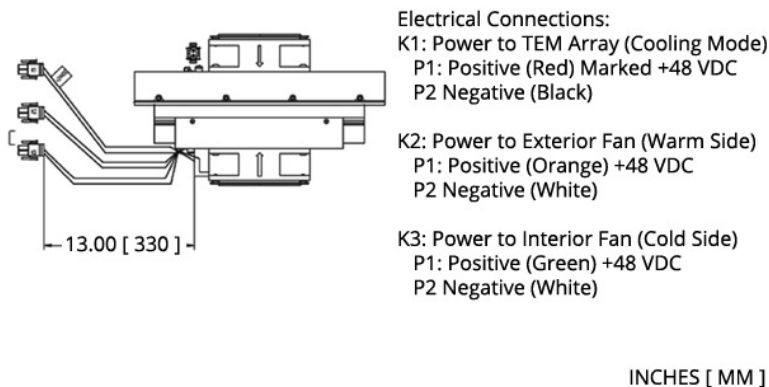 Electrical Connections:
K1: Power to TEM Array (Cooling Mode)
P1: Positive (Red) Marked +48 VDC
P2 Negative (Black)
K2: Power to Exterior Fan (Warm Side)
P1: Positive (Orange) +48 VDC
P2 Negative (White)
K3: Power to Interior Fan (Cold Side)
P1: Positive (Green) +48 VDC
P2 Negative (White)
13.00 [ 330 ]
INCHES [ MM ]